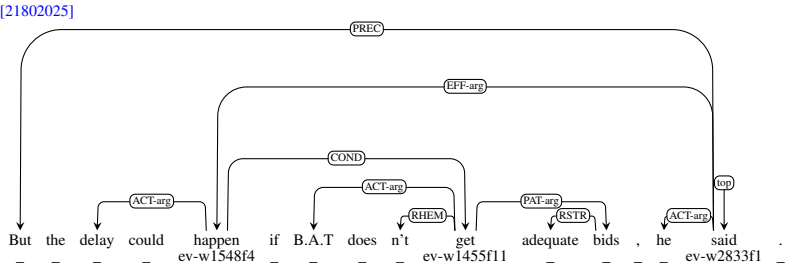 [21802025]
PREC
EFF-arg
COND
ACT-arg
top
ACT-arg PAT-arg
RHEM RSTR ACT-arg
But the delay could happen if B.A.T does n't get adequate bids , he said .
_ _ _ _ ev-w1548f4 _ _ _ _ ev-w1455f11 _ _ _ _ ev-w2833f1 _